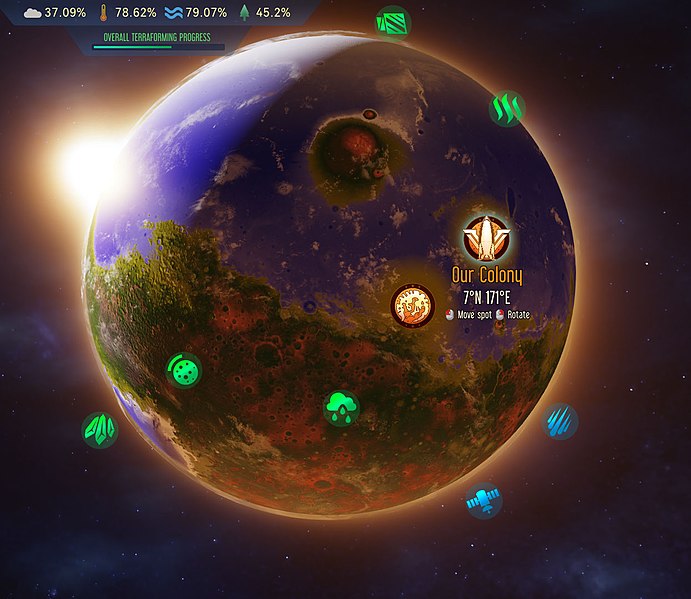 37.09% 78.62% 79.07% 45.2%
OVERALL TERRAFORMING PROGRESS
Our Colony
7°N 171°E
Move spot Rotate